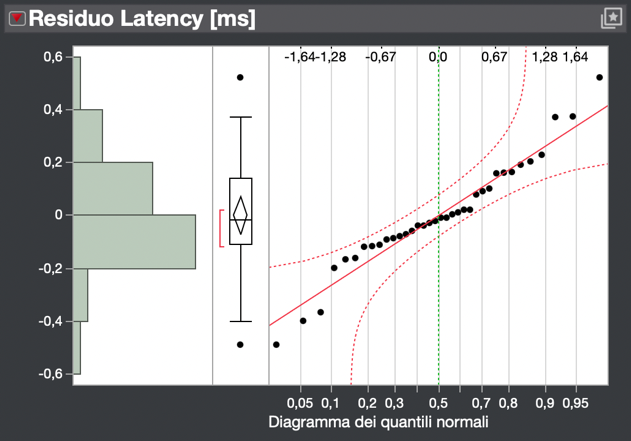 Residuo Latency [ms]
0,6
0,4
0,2
0
-0,2
-0,4
-0,6
-1,64 -1,28 -0,67 0,0 0,67 1,28 1,64
0,05 0,1 0,2 0,3 0,5 0,7 0,8 0,9 0,95
Diagramma dei quantili normali